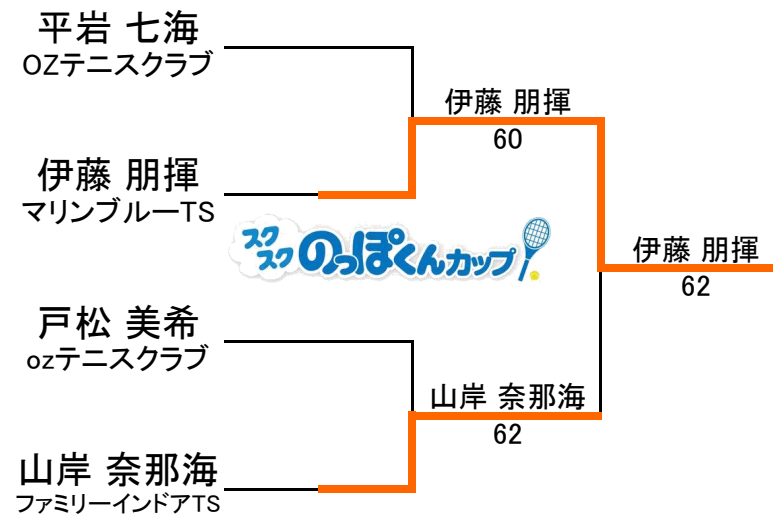 平岩 七海
OZテニスクラブ
伊藤 朋揮
60
伊藤 朋揮
マリンブルーTS
スクスクのっぽくんカップ
伊藤 朋揮
62
戸松 美希
ozテニスクラブ
山岸 奈那海
62
山岸 奈那海
ファミリーインドアTS